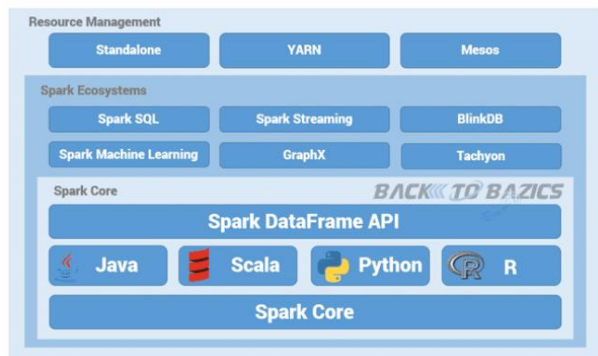 Resource Management
Standalone YARN Mesos
Spark Ecosystems
Spark SQL Spark Streaming BlinkDB
Spark Machine Learning GraphX Tachyon
Spark Core
BACK TO BAZICS
Spark DataFrame API
Java Scala Python R
Spark Core